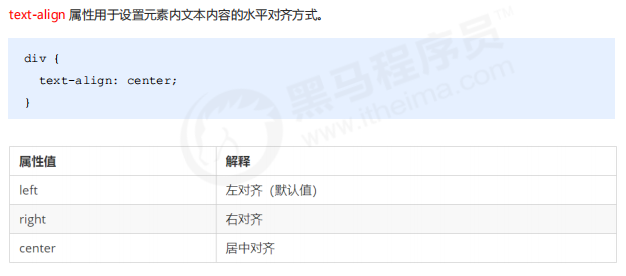 text-align 属性用于设置元素内文本内容的水平对齐方式。
div {
  text-align: center;
}
黑马程序员™
www.itheima.com
属性值 解释
left 左对齐（默认值）
right 右对齐
center 居中对齐